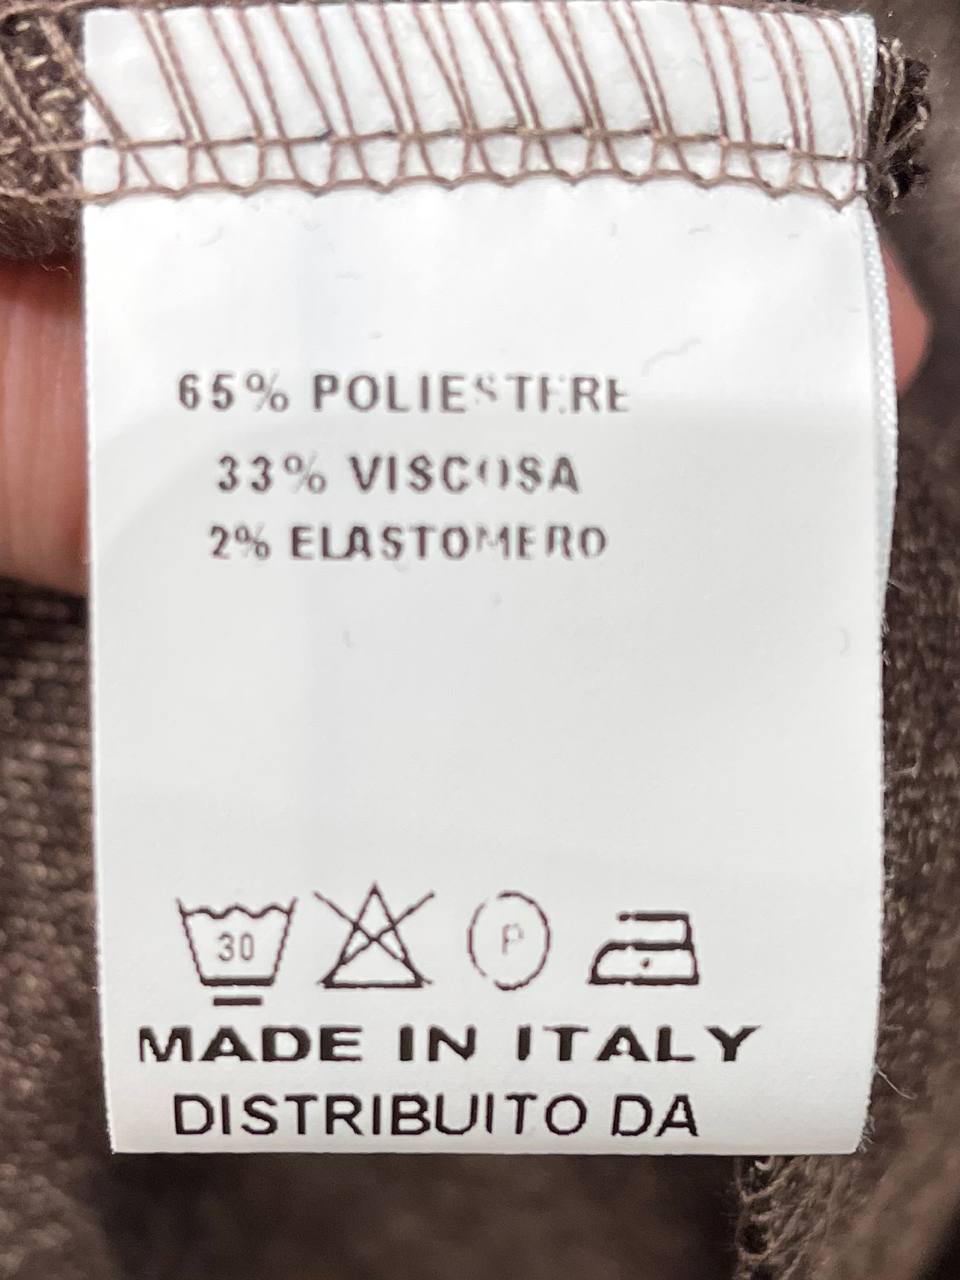 65% POLIESTERE
33% VISCOSA
2% ELASTOMERO
30 P
MADE IN ITALY
DISTRIBUITO DA